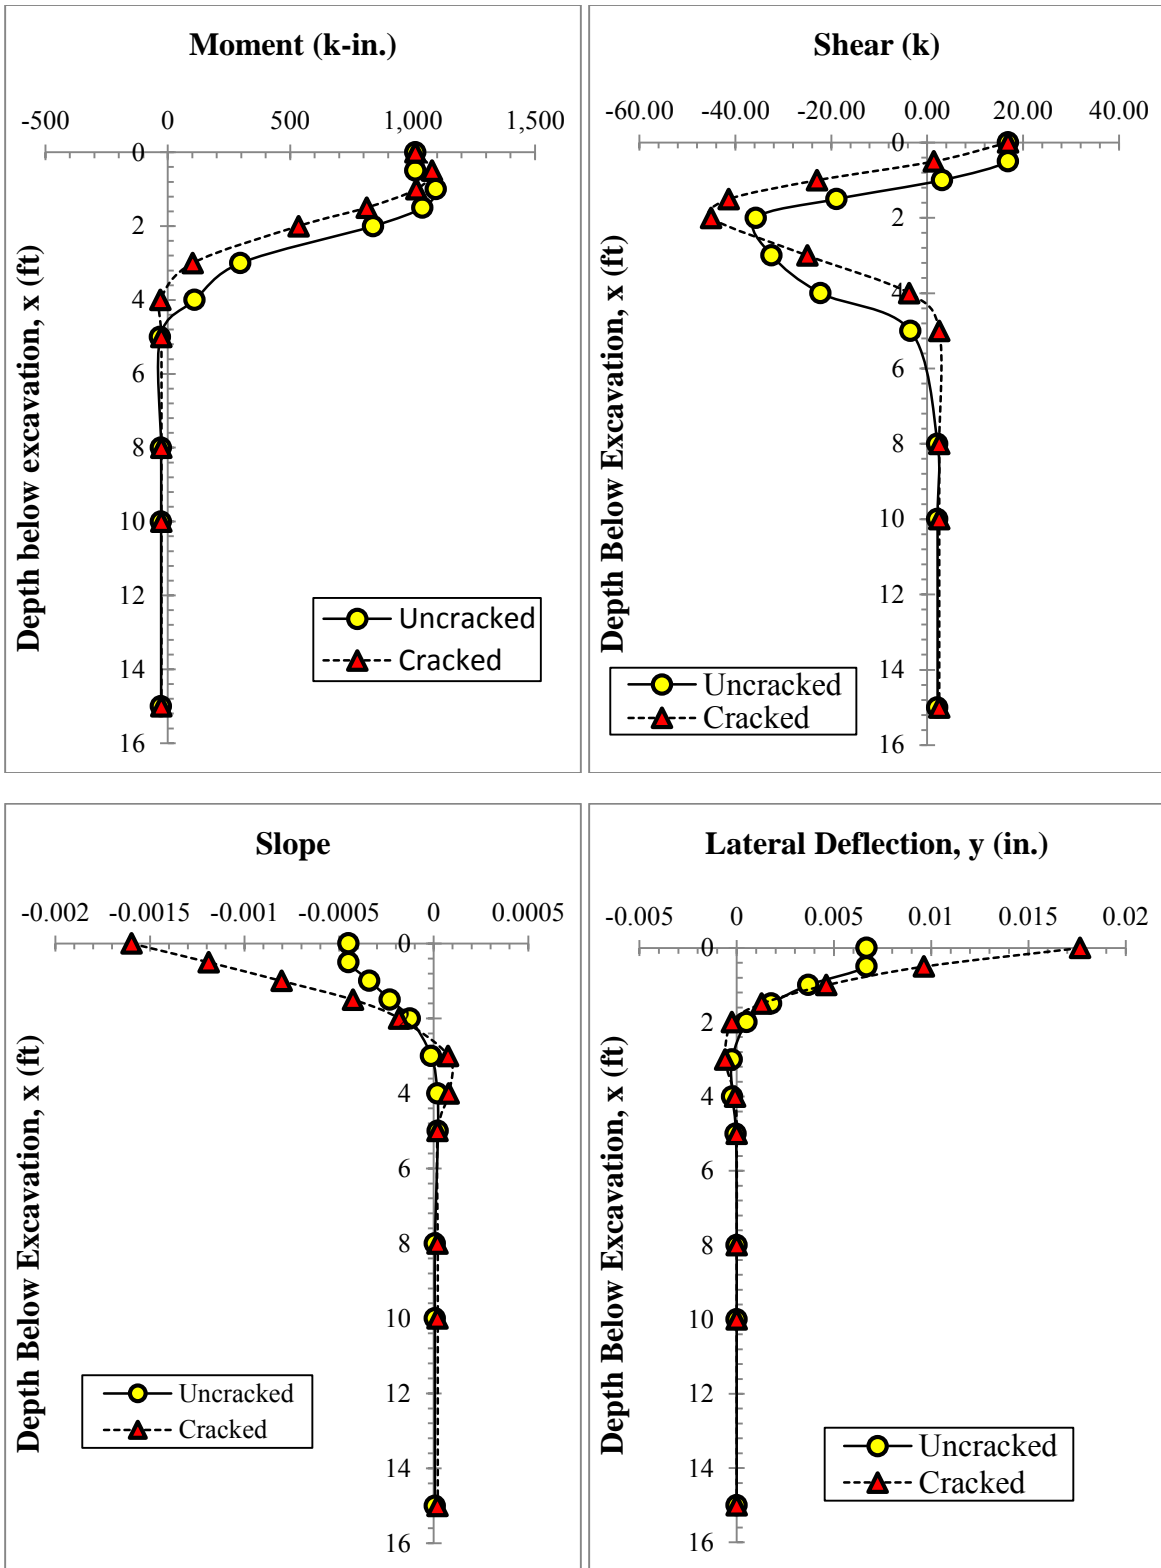 Moment (k-in.)
-500 0 500 1,000 1,500
0
2
4
6
8
10
12
14
16
Depth below excavation, x (ft)
Uncracked
Cracked
Shear (k)
-60.00 -40.00 -20.00 0.00 20.00 40.00
0
2
4
6
8
10
12
14
16
Depth Below Excavation, x (ft)
Uncracked
Cracked
Slope
-0.002 -0.0015 -0.001 -0.0005 0 0.0005
0
2
4
6
8
10
12
14
16
Depth Below Excavation, x (ft)
Uncracked
Cracked
Lateral Deflection, y (in.)
-0.005 0 0.005 0.01 0.015 0.02
0
2
4
6
8
10
12
14
16
Depth Below Excavation, x (ft)
Uncracked
Cracked